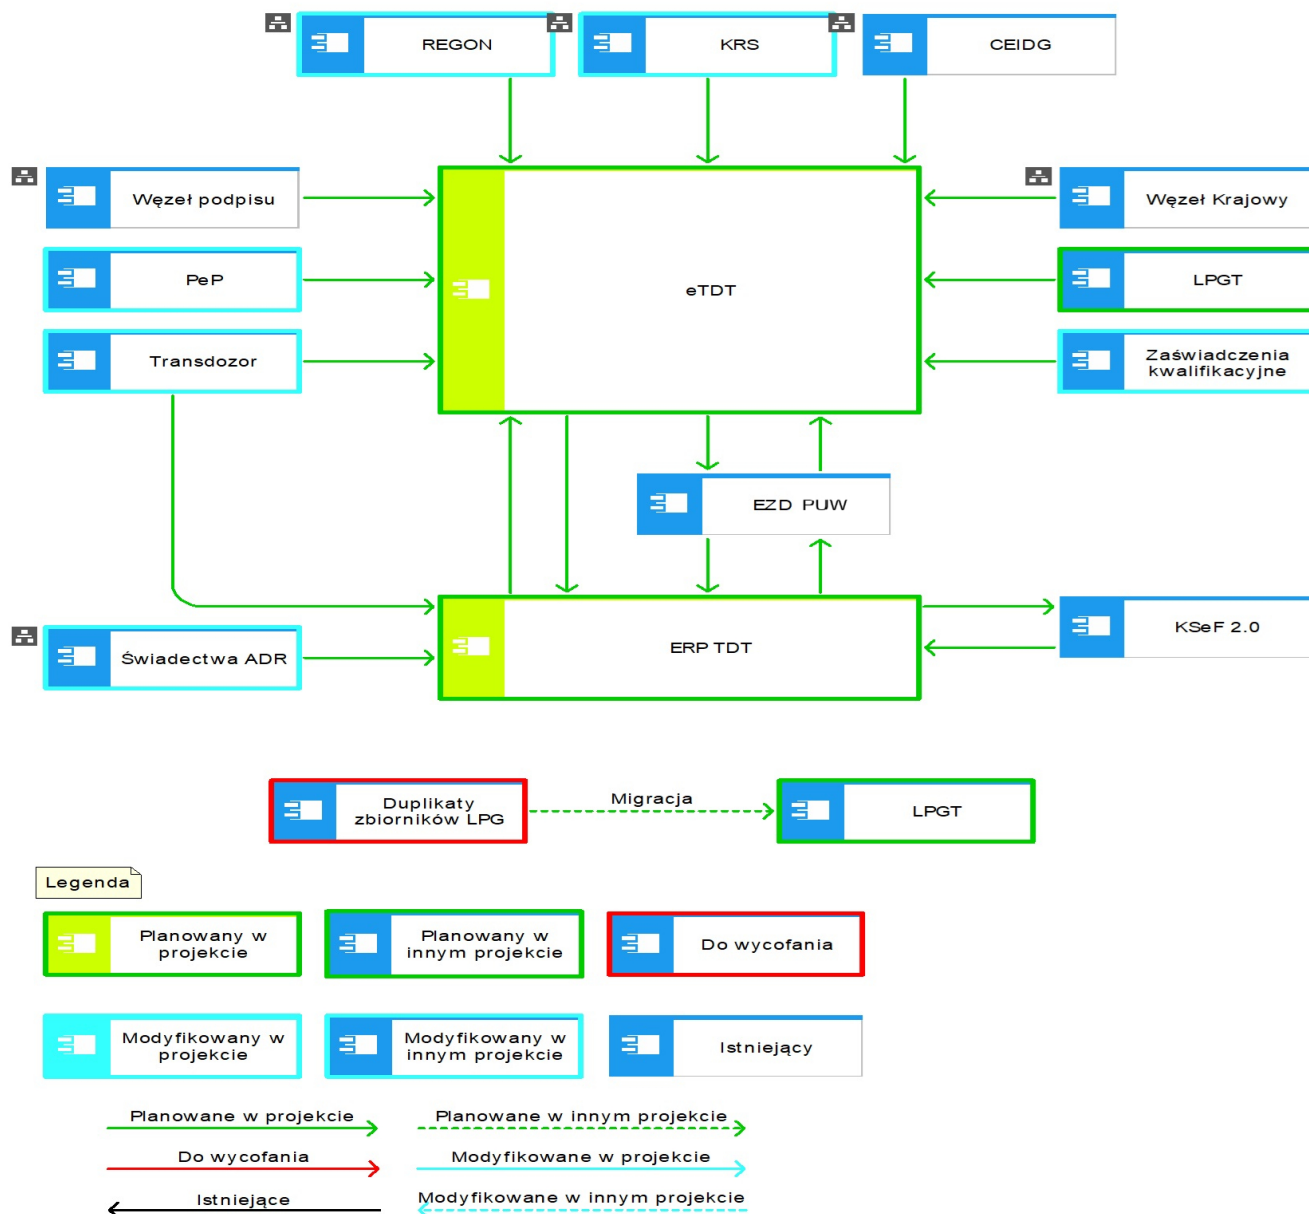 REGON
KRS
CEIDG
Węzeł podpisu
Węzeł Krajowy
PeP
eTDT
LPGT
Transdozor
Zaświadczenia
kwalifikacyjne
EZD PUW
Świadectwa ADR
ERP TDT
KSeF 2.0
Duplikaty
zbiorników LPG
Migracja
LPGT
Legenda
Planowany w
projekcie
Planowany w
innym projekcie
Do wycofania
Modyfikowany w
projekcie
Modyfikowany w
innym projekcie
Istniejący
Planowane w projekcie
Planowane w innym projekcie
Do wycofania
Modyfikowane w projekcie
Istniejące
Modyfikowane w innym projekcie